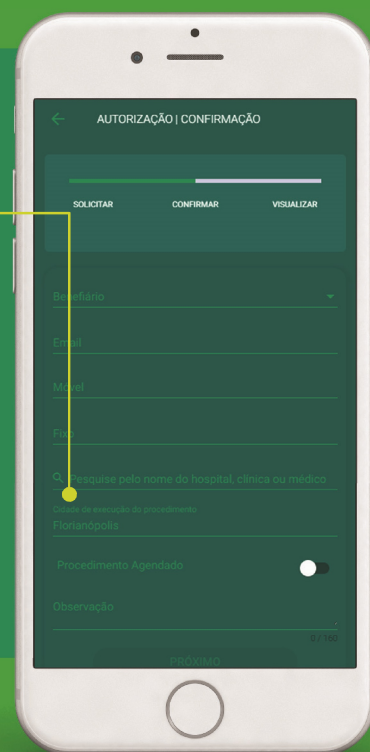 AUTORIZAÇÃO | CONFIRMAÇÃO
SOLICITAR CONFIRMAR VISUALIZAR
Beneficiário
Email
Móvel
Fixo
Pesquise pelo nome do hospital, clínica ou médico
Cidade de execução do procedimento
Florianópolis
Procedimento Agendado
Observação
0 / 160
PRÓXIMO